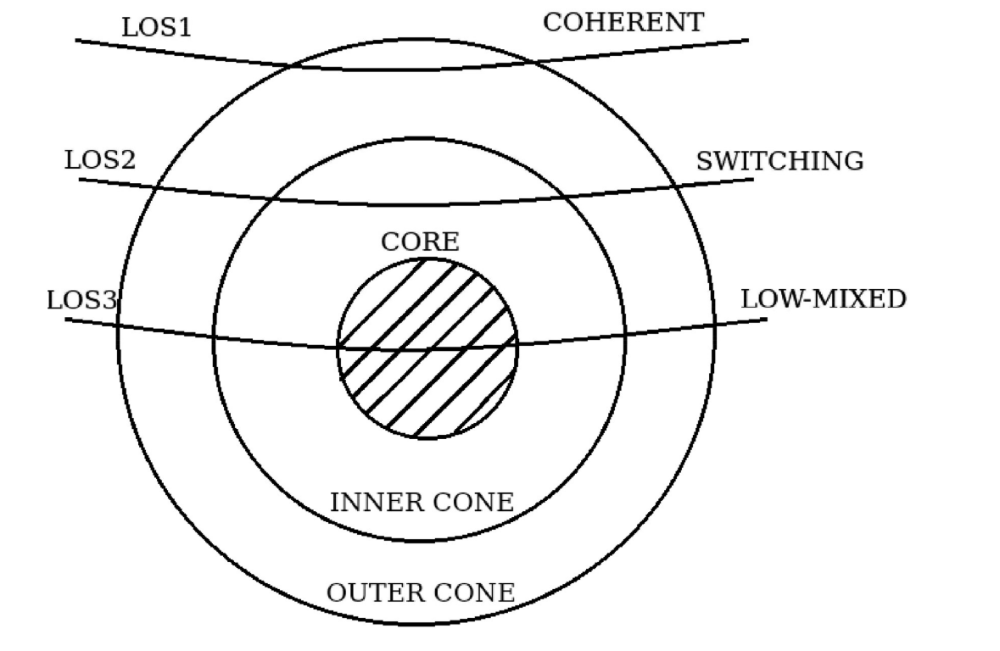 LOS1
COHERENT
LOS2
SWITCHING
CORE
LOS3
LOW-MIXED
INNER CONE
OUTER CONE